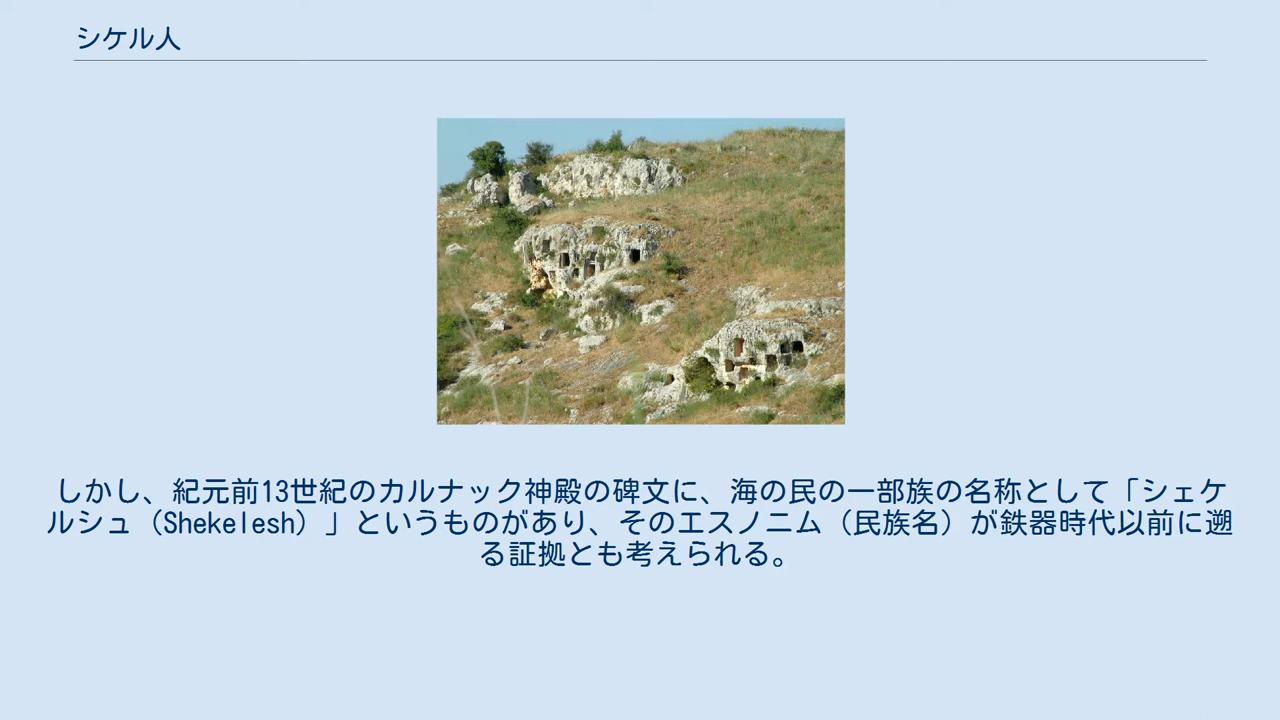 シケル人
しかし、紀元前13世紀のカルナック神殿の碑文に、海の民の一部族の名称として「シェケ
ルシュ（Shekelesh）」というものがあり、そのエスノニム（民族名）が鉄器時代以前に遡
る証拠とも考えられる。